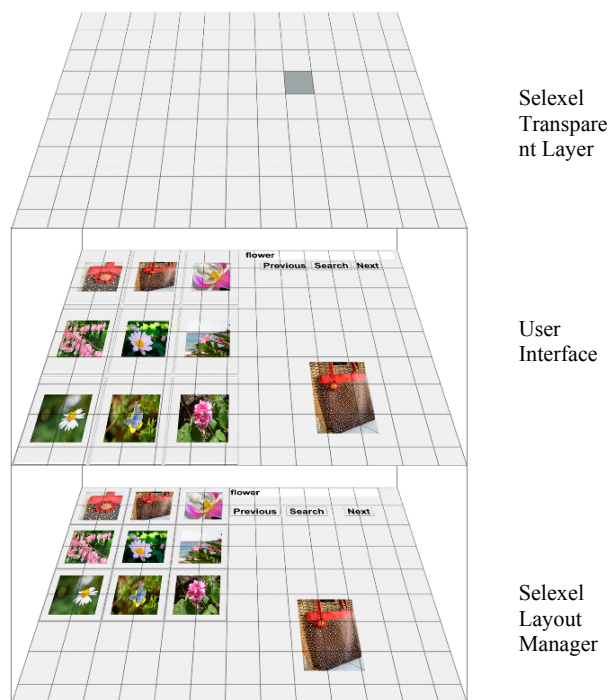 Selexel
Transpare
nt Layer
flower
Previous Search Next
User
Interface
flower
Previous Search Next
Selexel
Layout
Manager